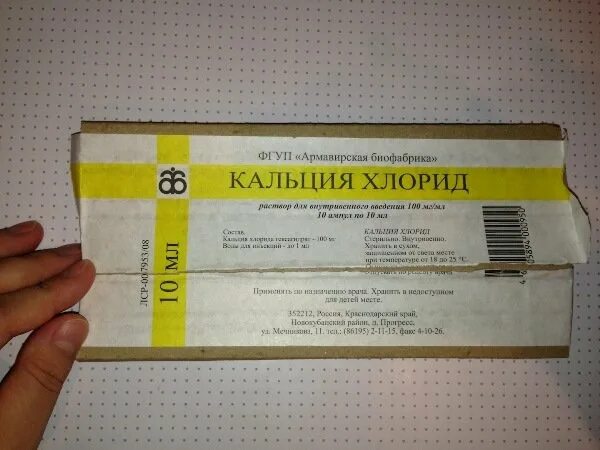 ФГУП «Армавирская биофабрика»
КАЛЬЦИЯ ХЛОРИД
раствор для внутривенного введения 100 мг/мл
10 ампул по 10 мл
Состав.
Кальция хлорида гексагидрат - 100 мг
Воды для инъекций - до 1 мл
КАЛЬЦИЯ ХЛОРИД
Стерильно. Внутривенно.
Хранить в сухом,
защищенном от света месте
при температуре от 18 до 25 °C.
Отпускать по рецепту врача
Применять по назначению врача. Хранить в недоступном
для детей месте.
352212, Россия, Краснодарский край,
Новокубанский район, п. Прогресс,
ул. Мечникова, 11. тел.: (86195) 2-11-15, факс 4-10-26.
ЛСР-007953/08
10 МЛ